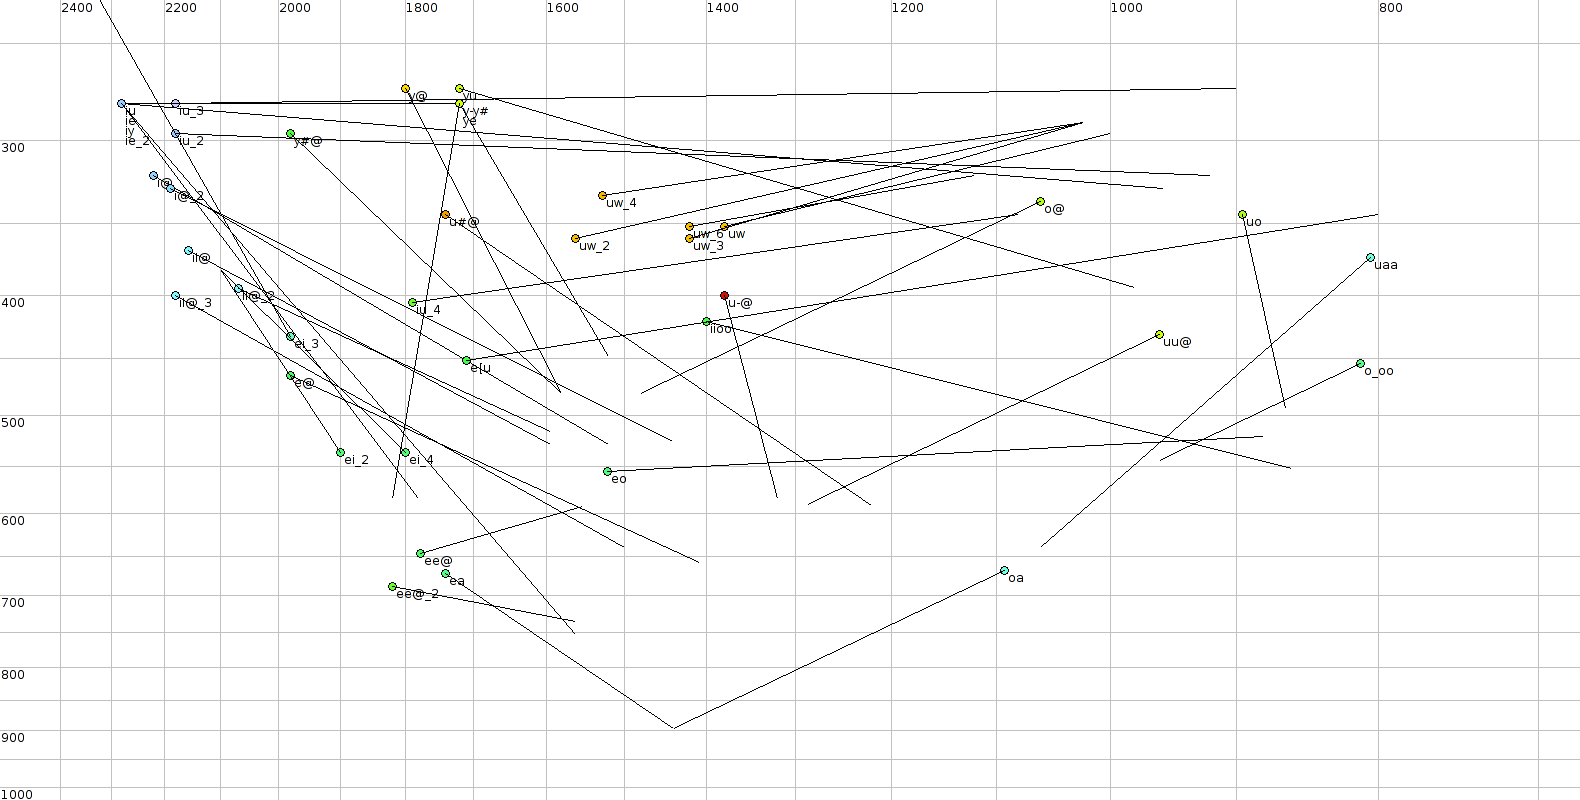 2400 2200 2000 1800 1600 1400 1200 1000 800
y@ yu
iu iu_3 y-y#
ie ye
iy
ie_2 iu_2 y#@
300
i@
i@_2
uw_4 o@
u#@ uw_6 uw uo
uw_2 uw_3
ii@ uaa
ii@_2
400 ii@_3 iu_4 u-@
iioo
ei_3 uu@
e@ e|u o_oo
500
ei_2 ei_4
eo
600
ee@
ea oa
700 ee@_2
800
900
1000